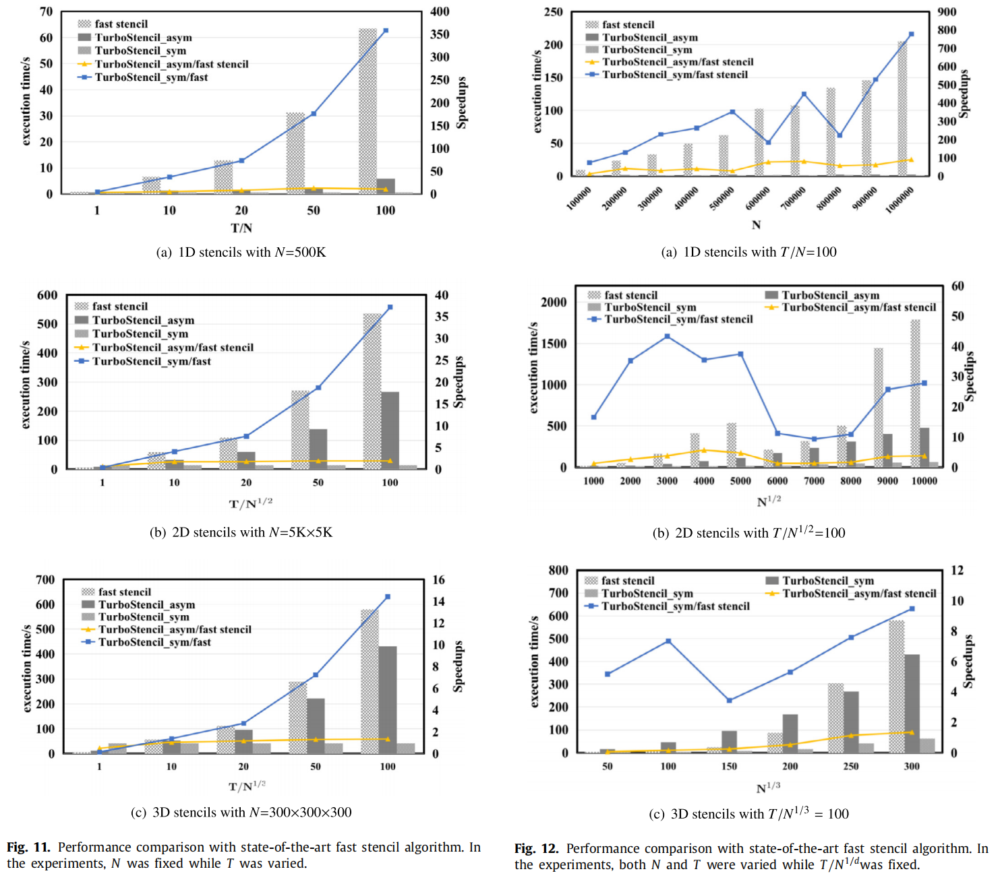 70
60
50
40
30
20
10
0
400
350
300
250
200
150
100
50
0
execution time/s
Speedups
fast stencil
TurboStencil_asym
TurboStencil_sym
TurboStencil_asym/fast stencil
TurboStencil_sym/fast
1 10 20 50 100
T/N
(a) 1D stencils with N=500K
600
500
400
300
200
100
0
40
35
30
25
20
15
10
5
0
execution time/s
Speedups
fast stencil
TurboStencil_asym
TurboStencil_sym
TurboStencil_asym/fast stencil
TurboStencil_sym/fast
1 10 20 50 100
T/N^1/2
(b) 2D stencils with N=5K×5K
700
600
500
400
300
200
100
0
16
14
12
10
8
6
4
2
0
execution time/s
Speedups
fast stencil
TurboStencil_asym
TurboStencil_sym
TurboStencil_asym/fast stencil
TurboStencil_sym/fast
1 10 20 50 100
T/N^1/3
(c) 3D stencils with N=300×300×300
Fig. 11. Performance comparison with state-of-the-art fast stencil algorithm. In
the experiments, N was fixed while T was varied.
250
200
150
100
50
0
900
800
700
600
500
400
300
200
100
0
execution time/s
Speedups
fast stencil
TurboStencil_asym
TurboStencil_sym
TurboStencil_asym/fast stencil
TurboStencil_sym/fast stencil
100000 200000 300000 400000 500000 600000 700000 800000 900000 1000000
N
(a) 1D stencils with T/N=100
2000
1500
1000
500
0
60
50
40
30
20
10
0
execution time/s
Speedips
fast stencil TurboStencil_asym
TurboStencil_sym TurboStencil_asym/fast stencil
TurboStencil_sym/fast stencil
1000 2000 3000 4000 5000 6000 7000 8000 9000 10000
N^1/2
(b) 2D stencils with T/N^1/2=100
800
700
600
500
400
300
200
100
0
12
10
8
6
4
2
0
execution time/s
Speedups
fast stencil TurboStencil_sym
TurboStencil_sym TurboStencil_asym/fast stencil
TurboStencil_sym/fast stencil
50 100 150 200 250 300
N^1/3
(c) 3D stencils with T/N^1/3 = 100
Fig. 12. Performance comparison with state-of-the-art fast stencil algorithm. In
the experiments, both N and T were varied while T/N^1/d was fixed.